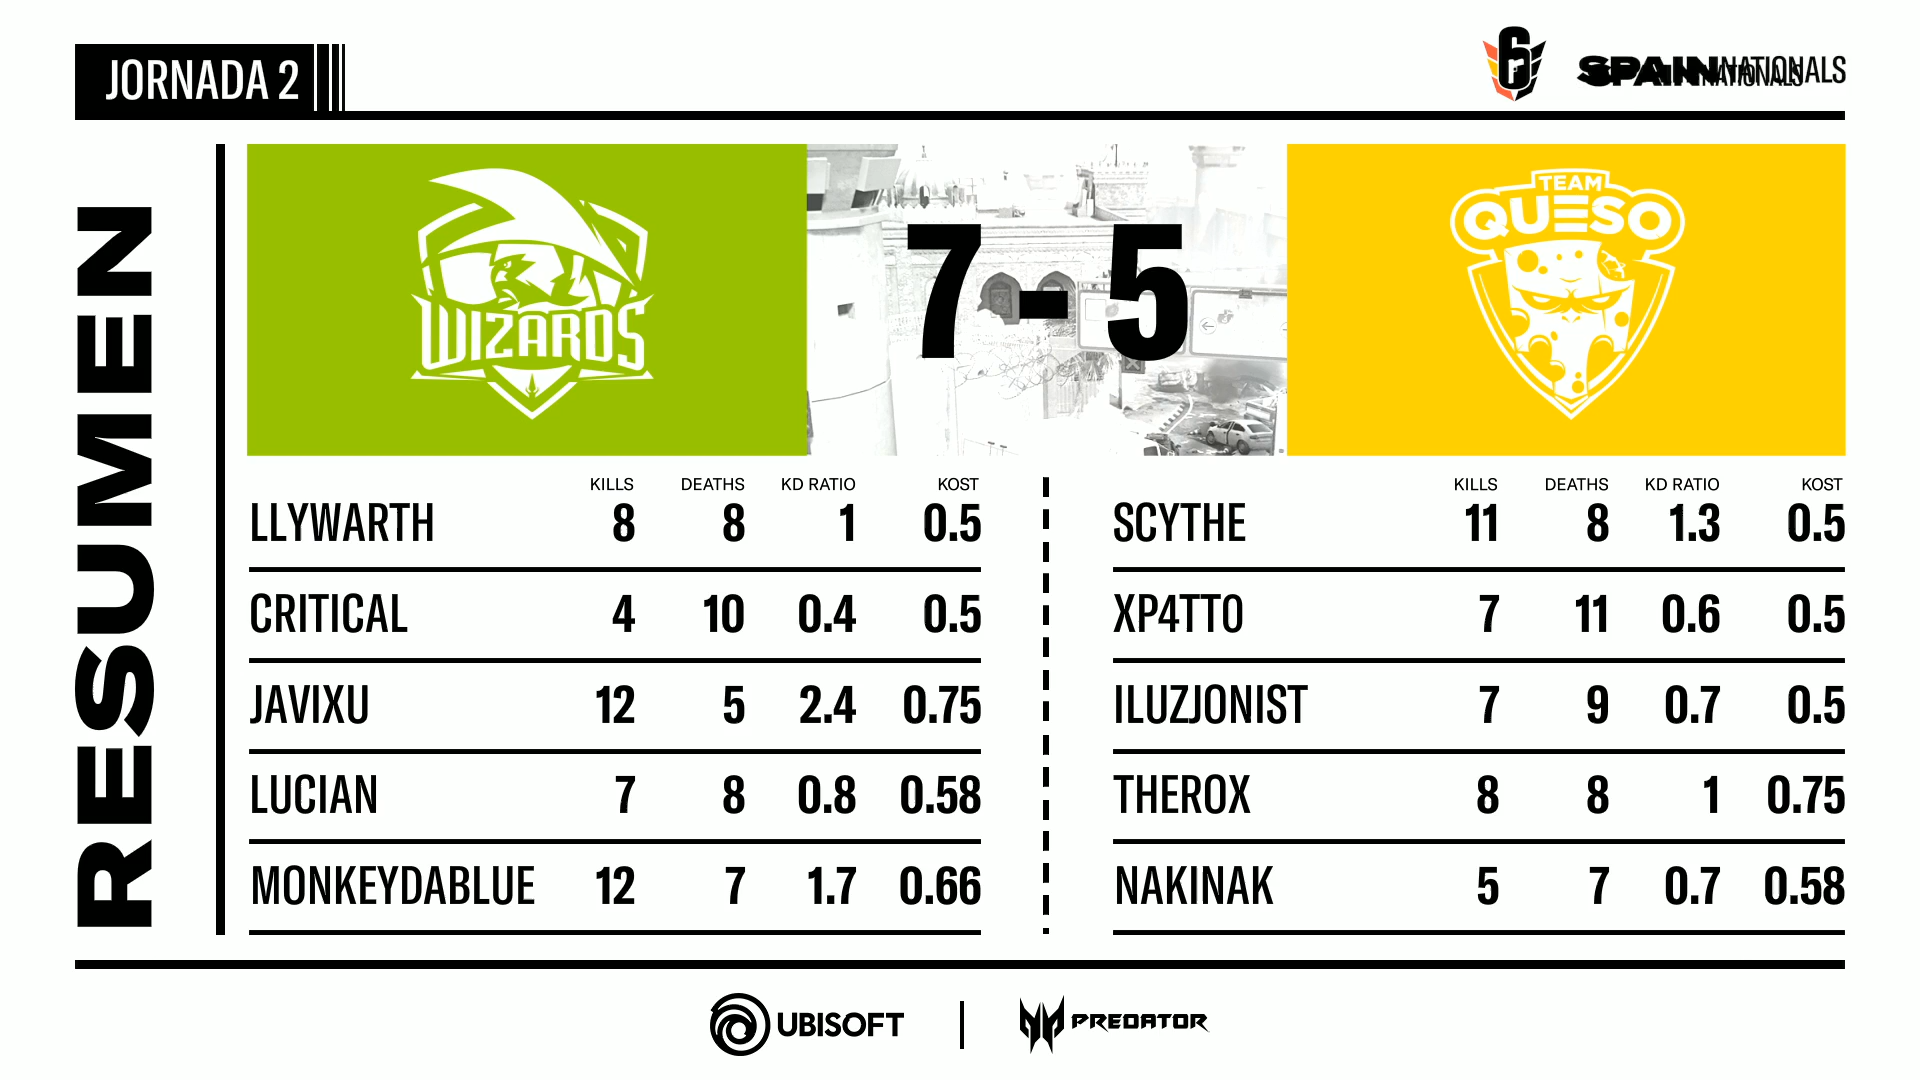 JORNADA 2
SPAIN NATIONALS
RESUMEN
WIZARDS
7 - 5
TEAM
QUESO
KILLS DEATHS KD RATIO KOST
LLYWARTH 8 8 1 0.5
CRITICAL 4 10 0.4 0.5
JAVIXU 12 5 2.4 0.75
LUCIAN 7 8 0.8 0.58
MONKEYDABLUE 12 7 1.7 0.66
KILLS DEATHS KD RATIO KOST
SCYTHE 11 8 1.3 0.5
XP4TTO 7 11 0.6 0.5
ILUZJONIST 7 9 0.7 0.5
THEROX 8 8 1 0.75
NAKINAK 5 7 0.7 0.58
UBISOFT
PREDATOR